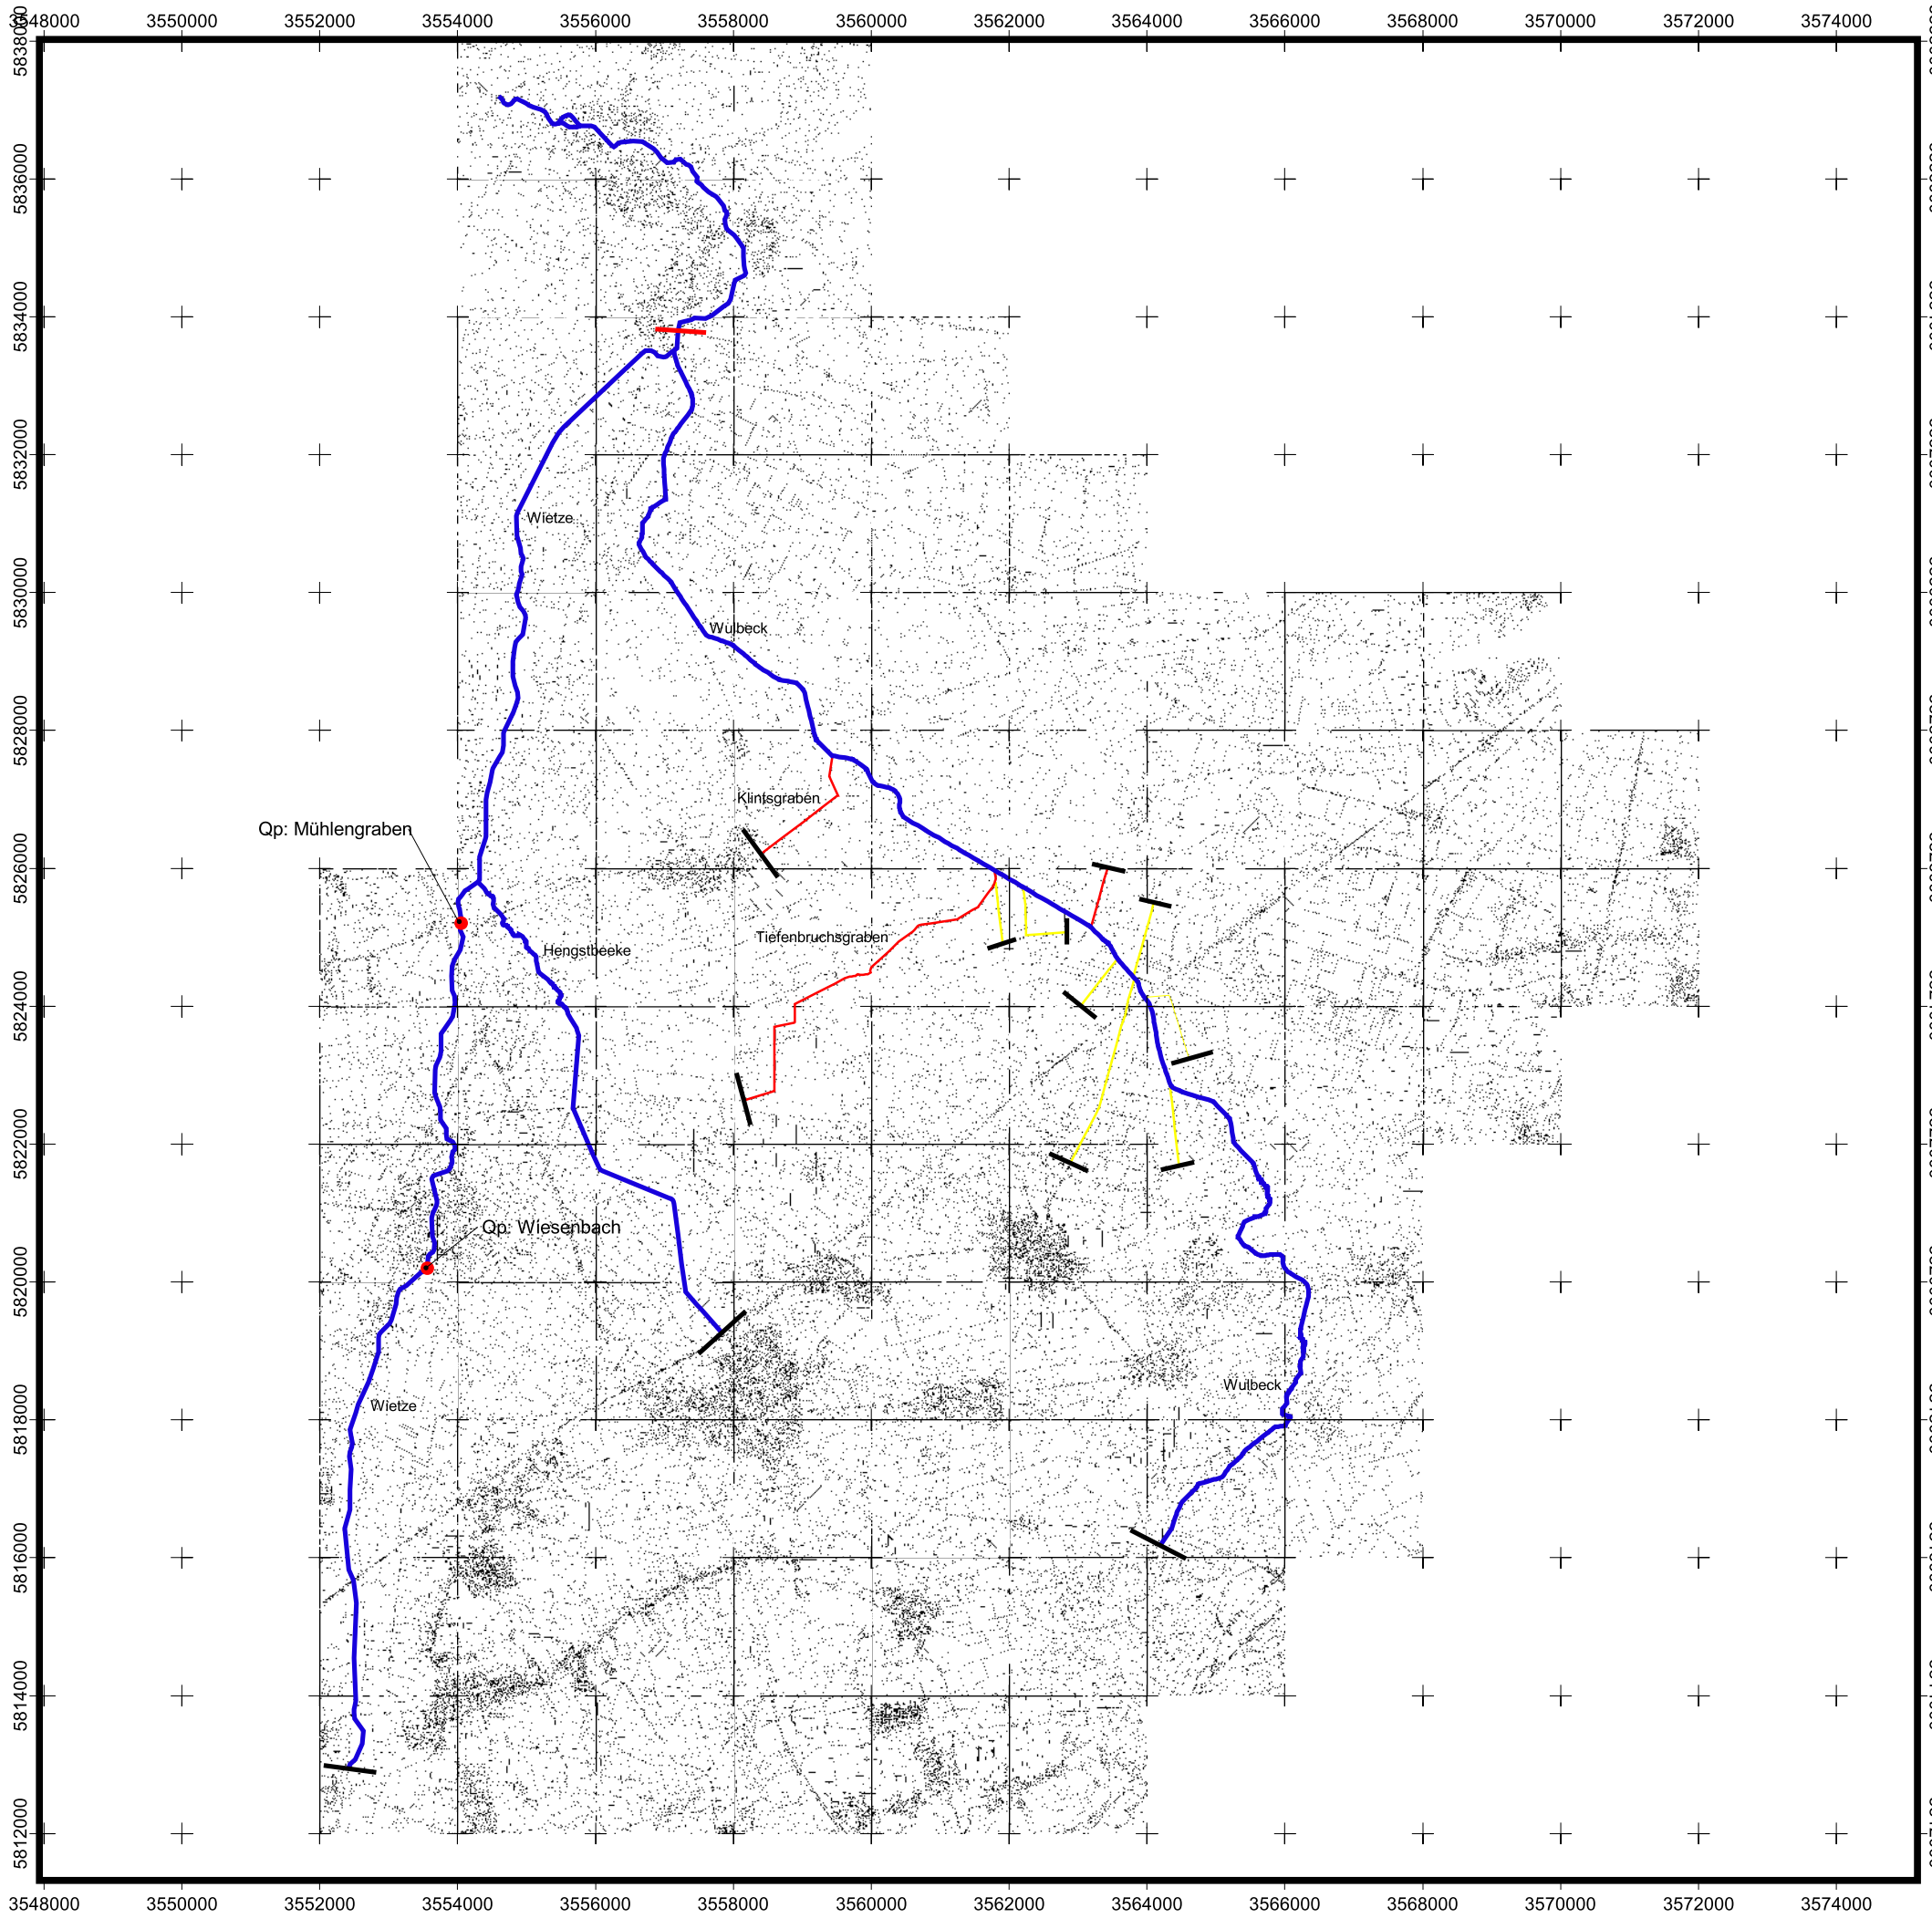 3548000 3550000 3552000 3554000 3556000 3558000 3560000 3562000 3564000 3566000 3568000 3570000 3572000 3574000
5838000
5836000
5834000
5832000
Wietze
5830000
Wulbeck
5828000
Klintsgraben
Qp: Mühlengraben
5826000
Tiefenbruchsgraben
Hengstbeeke
5824000
5822000
Qp: Wiesenbach
5820000
Wulbeck
Wietze
5818000
5816000
5814000
5812000
3548000 3550000 3552000 3554000 3556000 3558000 3560000 3562000 3564000 3566000 3568000 3570000 3572000 3574000